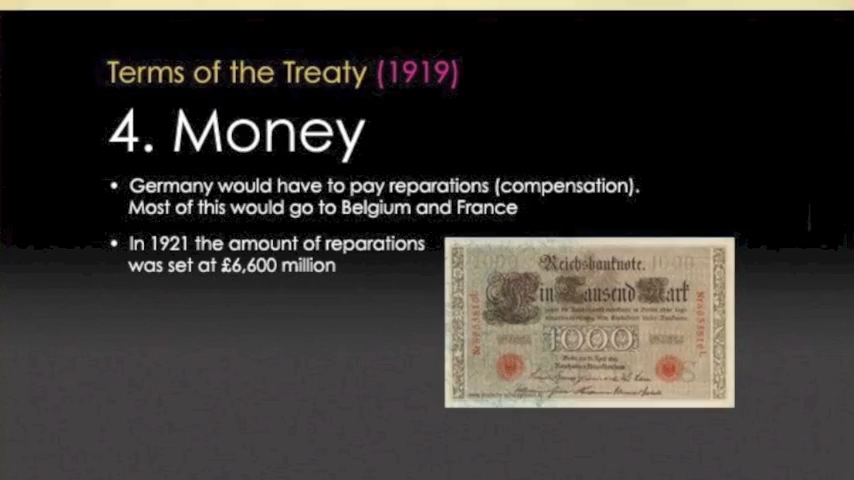 Terms of the Treaty (1919)
4. Money
• Germany would have to pay reparations (compensation).
Most of this would go to Belgium and France
• In 1921 the amount of reparations
was set at £6,600 million
1000 Reichsbanknote. 1000
Ein Tausend Mark
1000